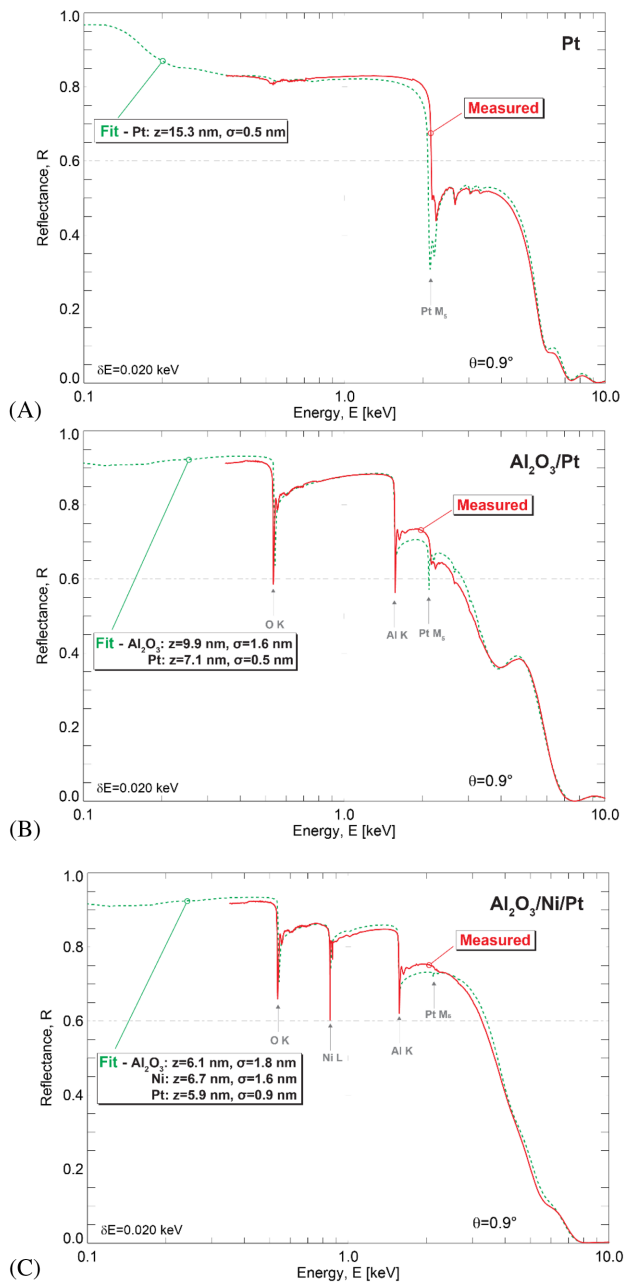 Pt
1.0
0.8
0.6
0.4
0.2
0.0
Reflectance, R
Fit - Pt: z=15.3 nm, σ=0.5 nm
Measured
Pt M₅
δE=0.020 keV
θ=0.9°
0.1
1.0
10.0
Energy, E [keV]
(A)
Al₂O₃/Pt
1.0
0.8
0.6
0.4
0.2
0.0
Reflectance, R
Measured
O K
Al K
Pt M₅
Fit - Al₂O₃: z=9.9 nm, σ=1.6 nm
Pt: z=7.1 nm, σ=0.5 nm
δE=0.020 keV
θ=0.9°
0.1
1.0
10.0
Energy, E [keV]
(B)
Al₂O₃/Ni/Pt
1.0
0.8
0.6
0.4
0.2
0.0
Reflectance, R
Measured
O K
Ni L
Al K
Pt M₅
Fit - Al₂O₃: z=6.1 nm, σ=1.8 nm
Ni: z=6.7 nm, σ=1.6 nm
Pt: z=5.9 nm, σ=0.9 nm
δE=0.020 keV
θ=0.9°
0.1
1.0
10.0
Energy, E [keV]
(C)